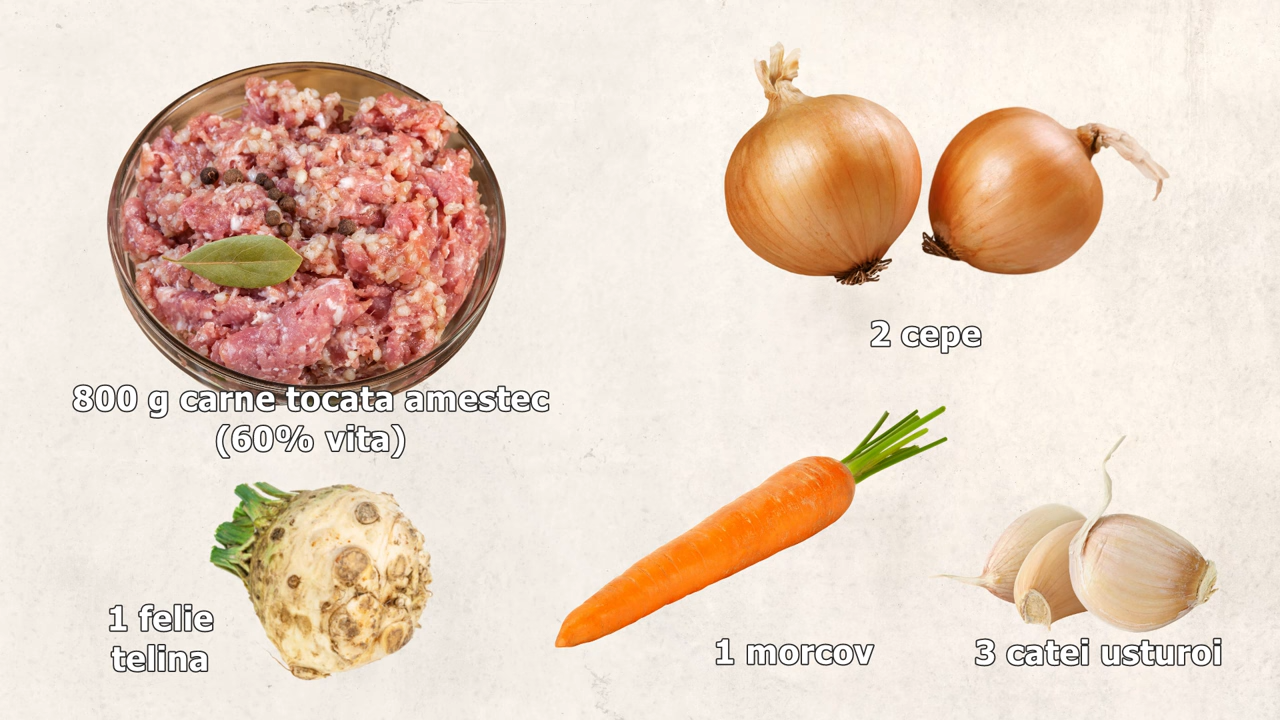 2 cepe
800 g carne tocata amestec
(60% vita)
1 felie
telina
1 morcov
3 catei usturoi